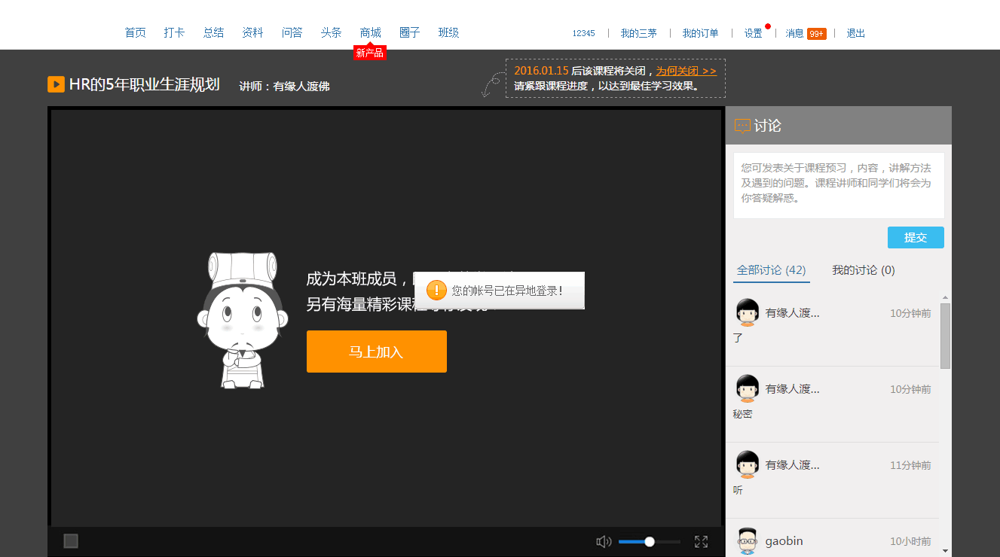 首页 打卡 总结 资料 问答 头条 商城 圈子 班级 12345 我的三茅 我的订单 设置 消息 99+ 退出
新产品
HR的5年职业生涯规划 讲师：有缘人渡佛
2016.01.15 后该课程将关闭，为何关闭 >>
请紧跟课程进度，以达到最佳学习效果。
成为本班成员，
另有海量精彩课程
您的帐号已在异地登录！
马上加入
讨论
您可发表关于课程预习，内容，讲解方法
及遇到的问题。课程讲师和同学们将会为
你答疑解惑。
提交
全部讨论 (42) 我的讨论 (0)
有缘人渡... 10分钟前
了
有缘人渡... 10分钟前
秘密
有缘人渡... 11分钟前
听
gaobin 10小时前